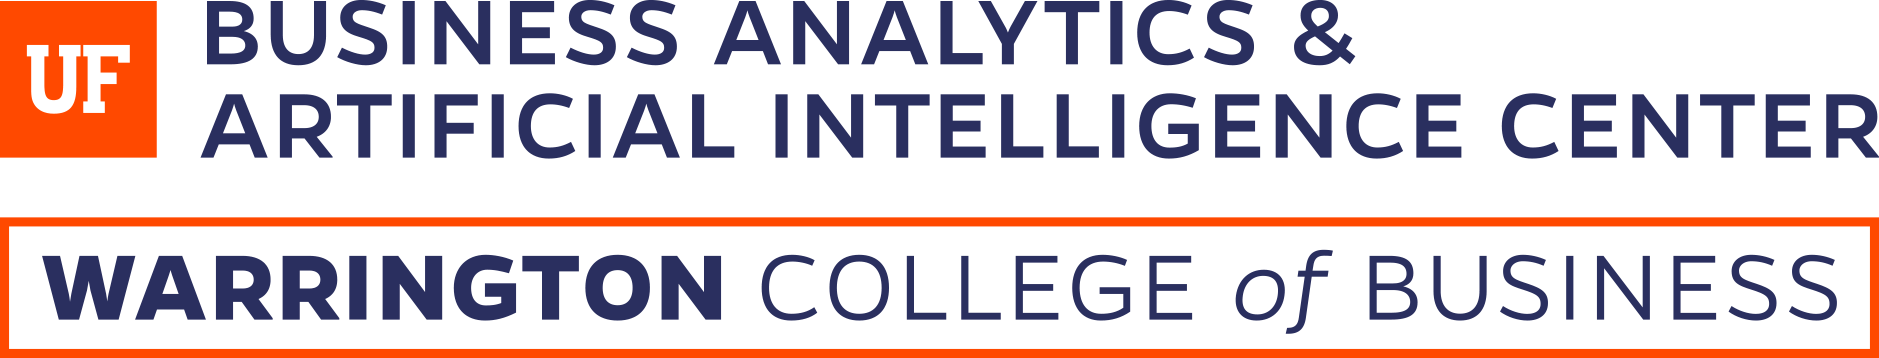 UF
BUSINESS ANALYTICS &
ARTIFICIAL INTELLIGENCE CENTER
WARRINGTON COLLEGE of BUSINESS